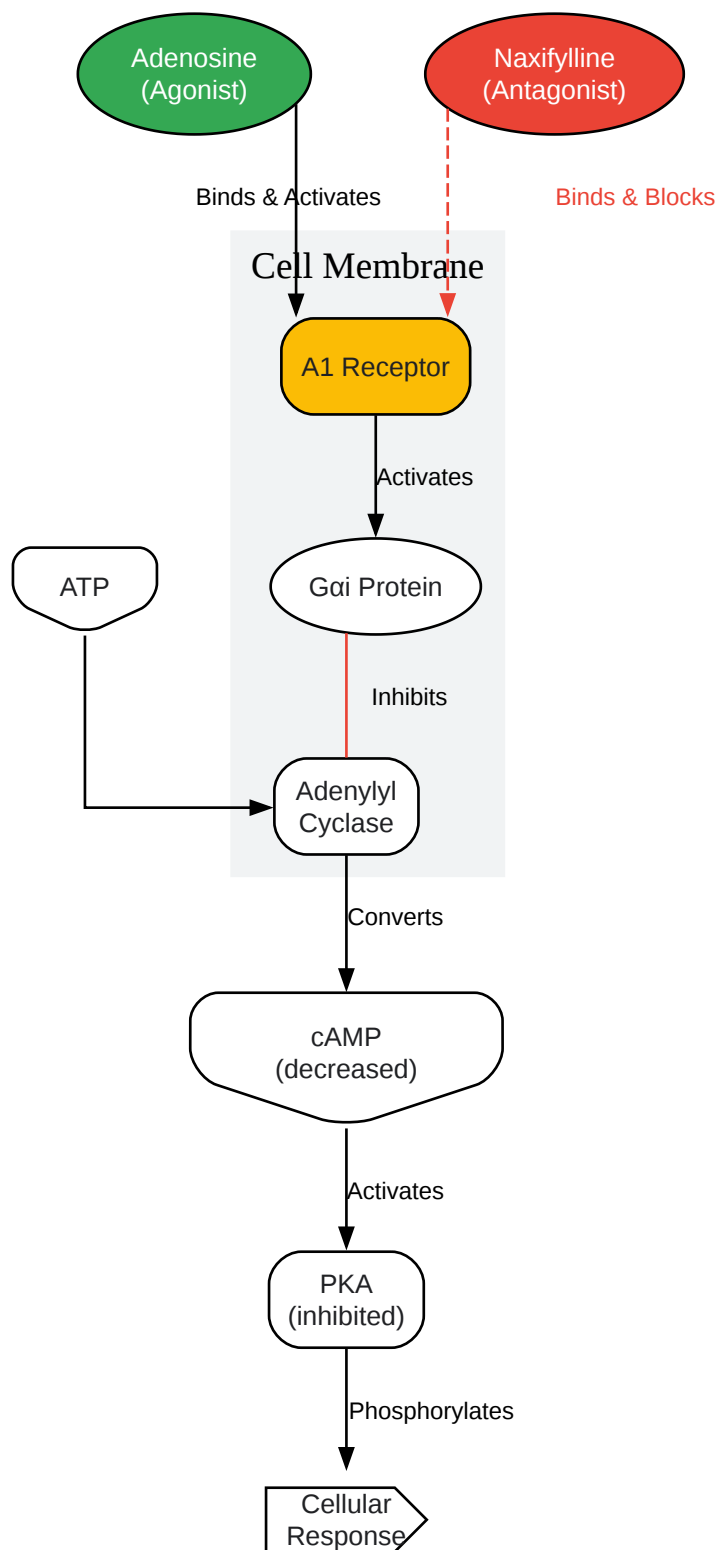 Adenosine
(Agonist)
Naxifylline
(Antagonist)
Binds & Activates
Binds & Blocks
Cell Membrane
A1 Receptor
Activates
ATP
Gαi Protein
Inhibits
Adenylyl
Cyclase
Converts
cAMP
(decreased)
Activates
PKA
(inhibited)
Phosphorylates
Cellular
Response